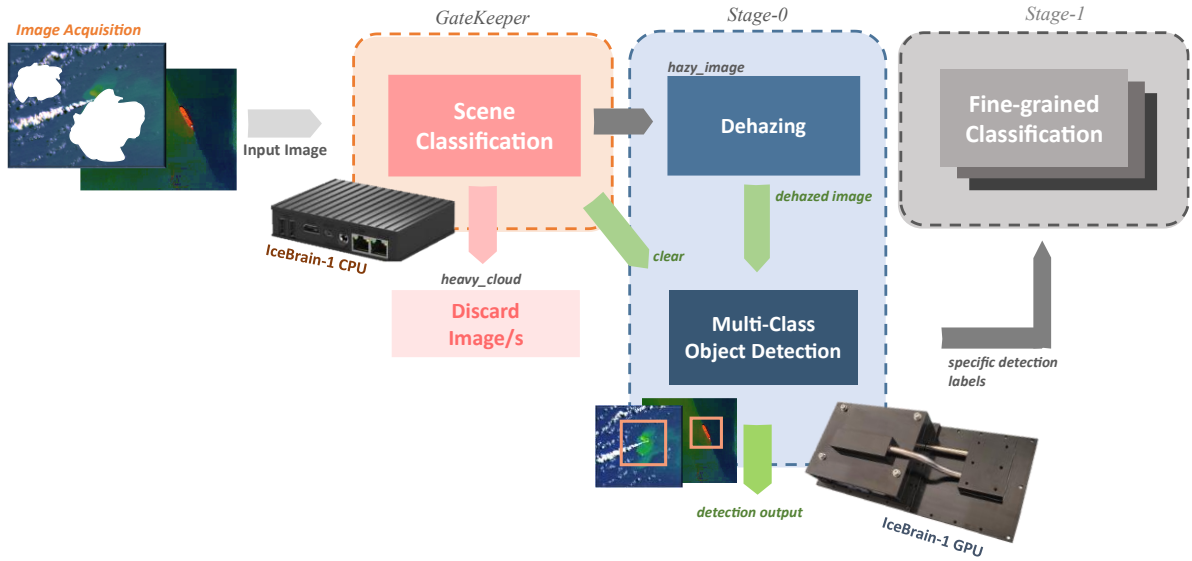 GateKeeper
Stage-0
Stage-1
Image Acquisition
Input Image
Scene
Classification
hazy_image
Dehazing
Fine-grained
Classification
dehazed image
clear
IceBrain-1 CPU
heavy_cloud
Discard
Image/s
Multi-Class
Object Detection
specific detection
labels
detection output
IceBrain-1 GPU